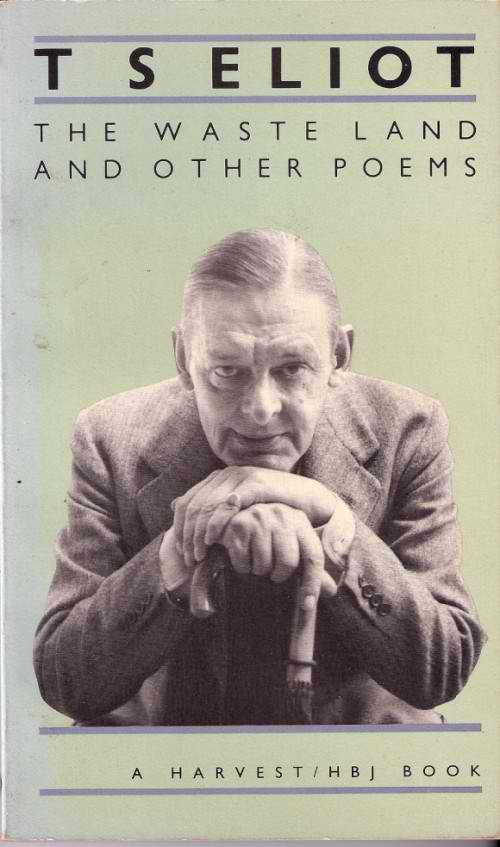 T S ELIOT
THE WASTE LAND
AND OTHER POEMS
A HARVEST/HBJ BOOK